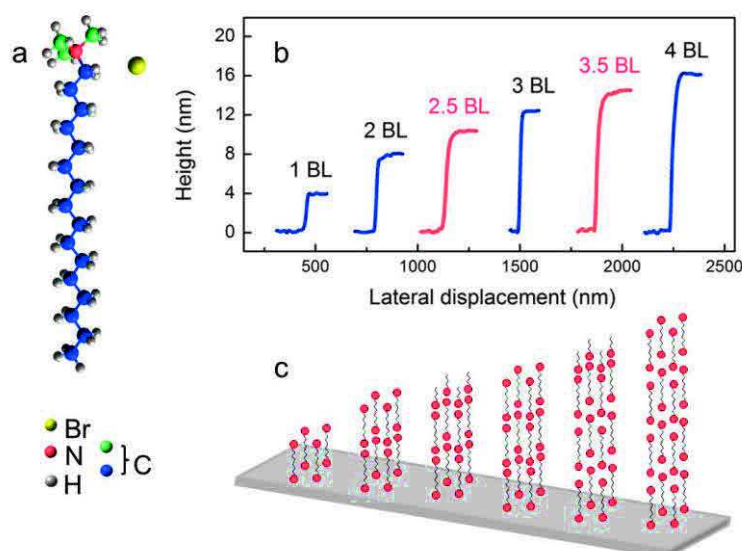 a
Br
N
H
C
b
Height (nm)
20
16
12
8
4
0
1 BL
2 BL
2.5 BL
3 BL
3.5 BL
4 BL
500
1000
1500
2000
2500
Lateral displacement (nm)
c